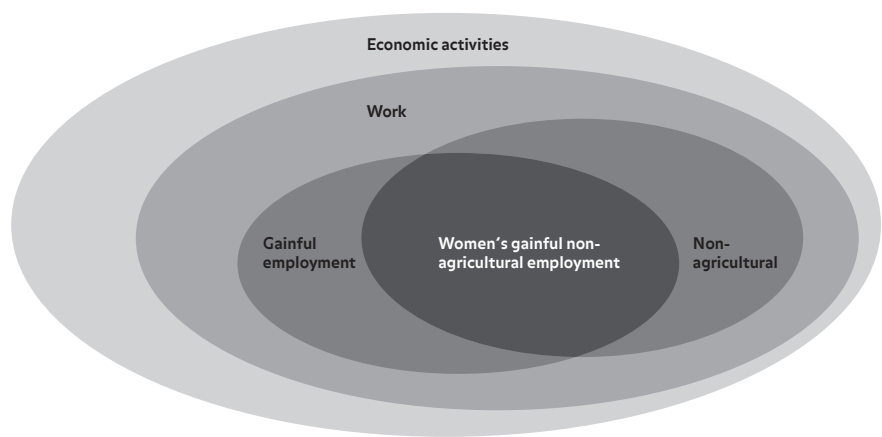 Economic activities
Work
Gainful
employment
Women’s gainful non-
agricultural employment
Non-
agricultural